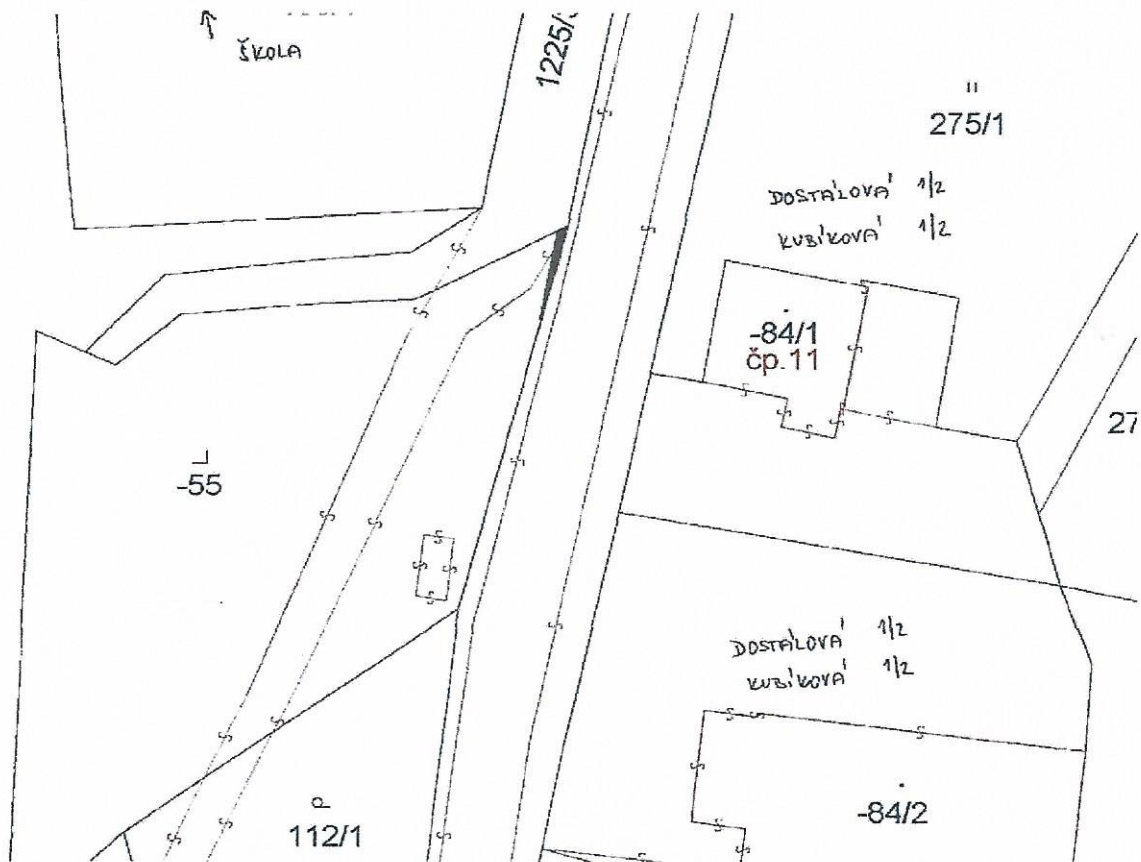 ŠKOLA
1225/
275/1
DOSTÁLOVÁ 1/2
KUBÍKOVÁ 1/2
-84/1
čp.11
27
-55
DOSTÁLOVÁ 1/2
KUBÍKOVÁ 1/2
-84/2
112/1